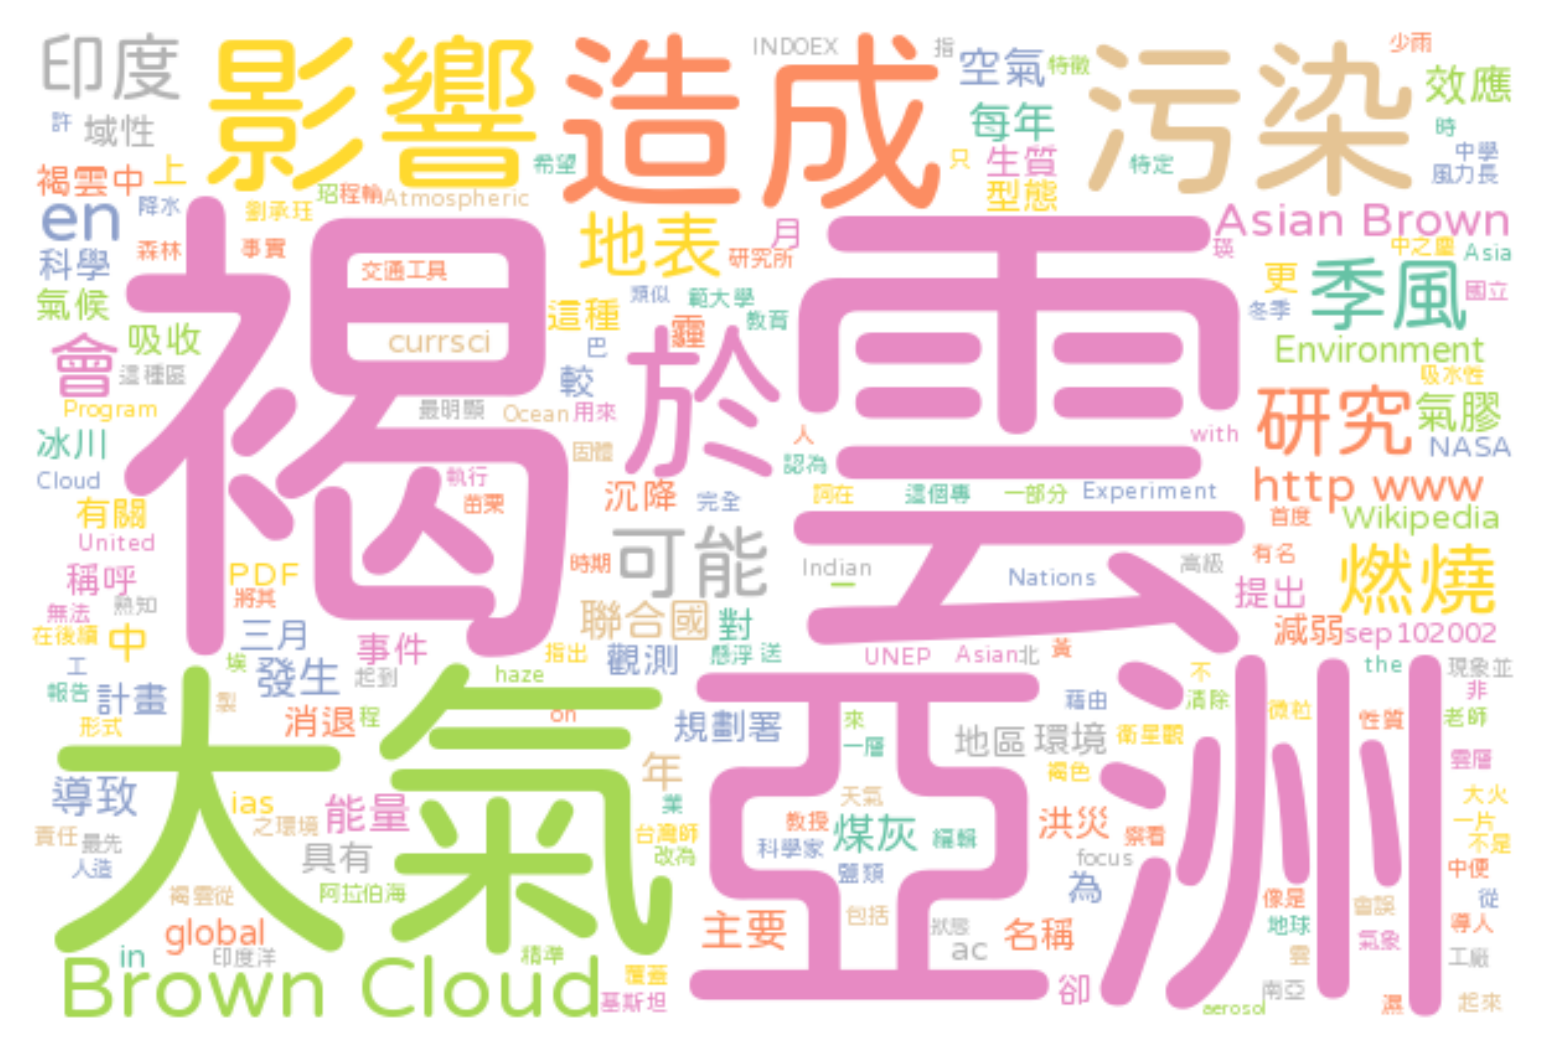 印度
影響
造成
INDOEX
指
空氣
特徵
污染
少雨
效應
許
域性
每年
時
中學
風力長
褐雲中
上
希望
只
生質
特定
型態
珆
程翰
Atmospheric
en
降水
劉承珏
地表
月
Asian Brown
瑛
中之塵
Asia
科學
森林
事實
研究所
更
季風
國立
褐
雲
交通工具
氣候
類似
範大學
冬季
這種
霾
教育
吸收
currsci
巴
於
Environment
會
這種區
較
吸水性
Program
最明顯
Ocean
用來
研究
氣膠
冰川
人
with
NASA
固體
認為
Cloud
執行
沉降
完全
詞在
這個專
一部分
Experiment
http www
有關
苗栗
首度
Wikipedia
United
可能
時期
Indian
一
Nations
高級
有名
燃燒
稱呼
PDF
將其
提出
無法
熟知
聯合國
對
減弱
sep102002
在後續
中
三月
事件
指出
觀測
懸浮
送
UNEP
Asian
北
黃
工
埃
發生
起到
haze
不
the
現象並
報告
計畫
製
大氣
亞洲
藉由
清除
微粒
非
形式
消退
程
on
規劃署
來
一層
地區
環境
衛星觀
性質
老師
年
褐色
雲層
導致
ias
之環境
能量
業
天氣
大火
責任
最先
具有
台灣師
改為
教授
煤灰
編輯
洪災
察看
一片
不是
人造
科學家
focus
鹽類
為
中便
褐雲從
阿拉伯海
包括
像是
會誤
從
global
主要
狀態
名稱
地球
氣象
導人
in
印度洋
精準
ac
雲
工廠
Brown Cloud
覆蓋
基斯坦
卻
南亞
aerosol
濕
起來